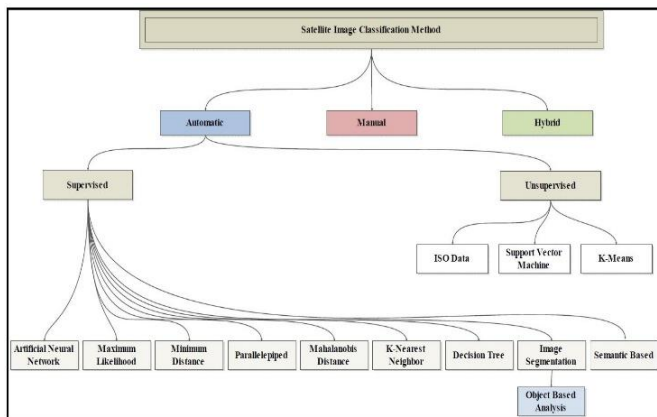 Satellite Image Classification Method
Automatic
Manual
Hybrid
Supervised
Unsupervised
ISO Data
Support Vector
Machine
K-Means
Artificial Neural
Network
Maximum
Likelihood
Minimum
Distance
Parallelepiped
Mahalanobis
Distance
K-Nearest
Neighbor
Decision Tree
Image
Segmentation
Semantic Based
Object Based
Analysis